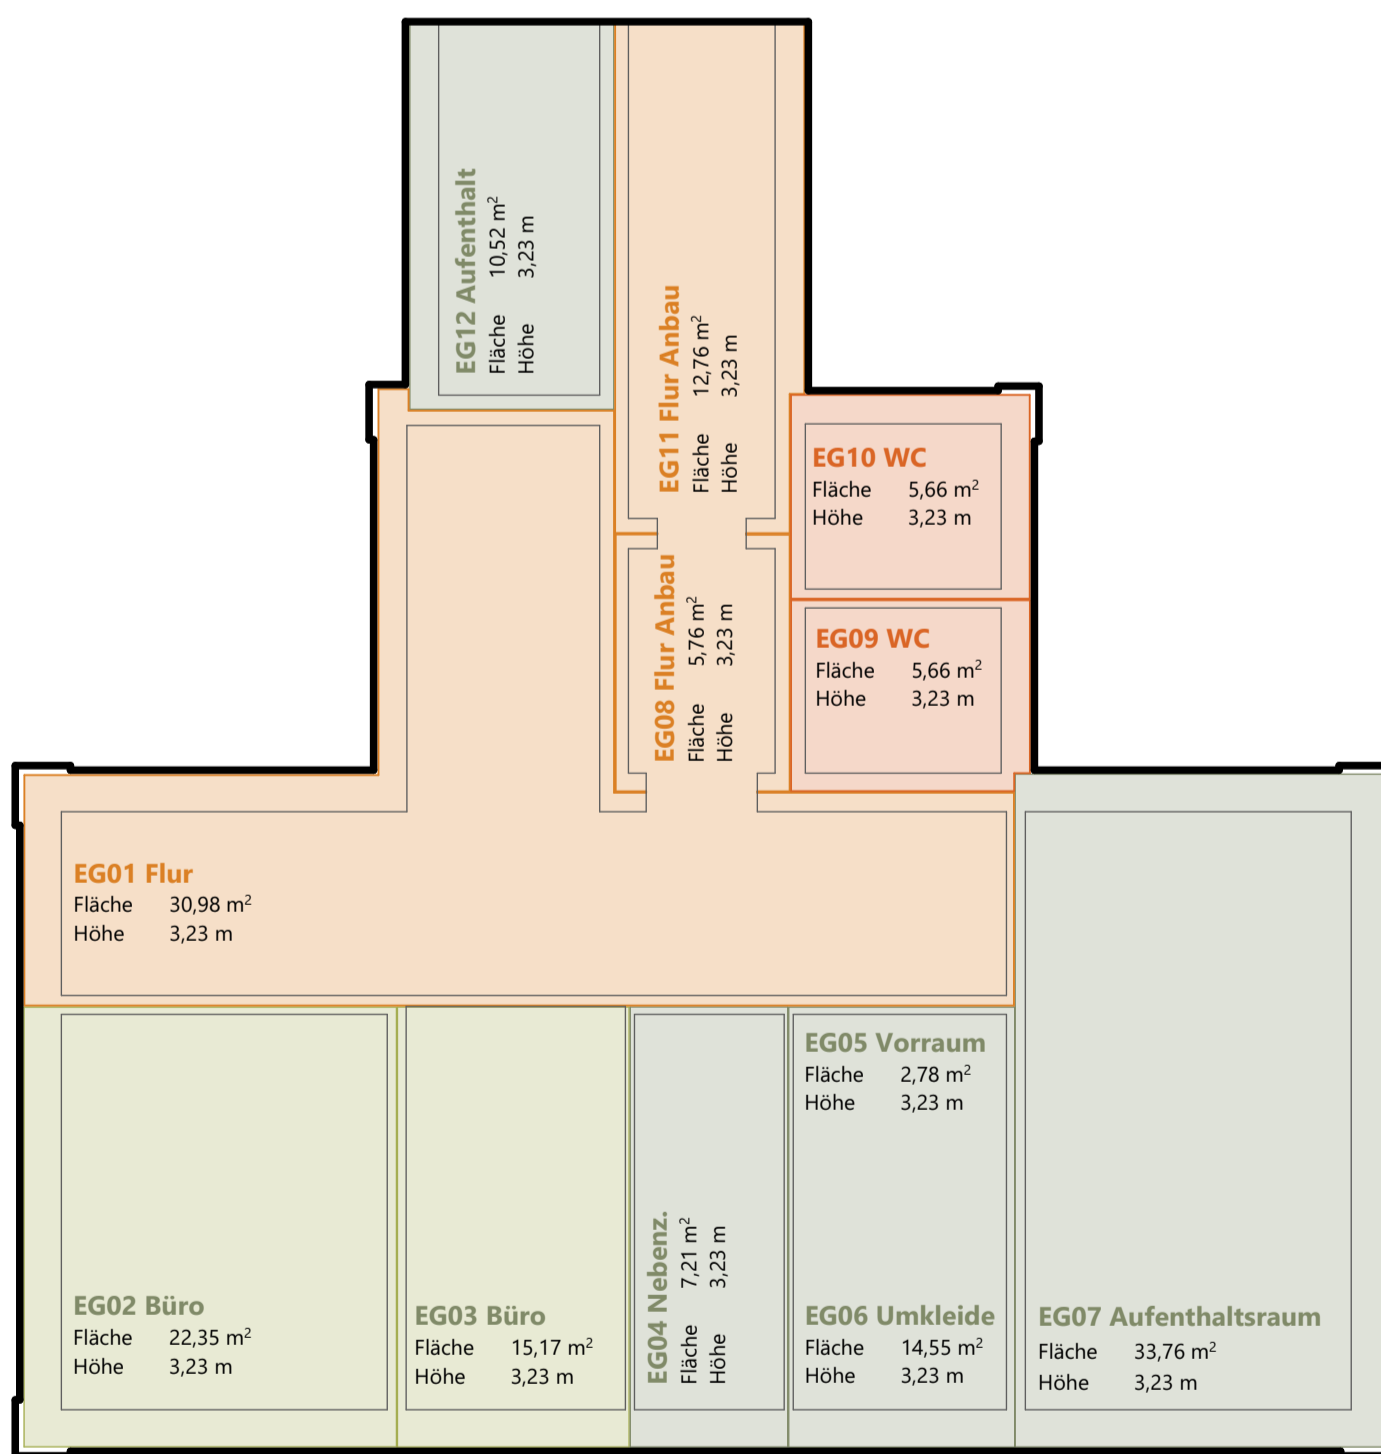 EG12 Aufenthalt
Fläche 10,52 m²
Höhe 3,23 m
EG11 Flur Anbau
Fläche 12,76 m²
Höhe 3,23 m
EG10 WC
Fläche 5,66 m²
Höhe 3,23 m
EG08 Flur Anbau
Fläche 5,76 m²
Höhe 3,23 m
EG09 WC
Fläche 5,66 m²
Höhe 3,23 m
EG01 Flur
Fläche 30,98 m²
Höhe 3,23 m
EG05 Vorraum
Fläche 2,78 m²
Höhe 3,23 m
EG02 Büro
Fläche 22,35 m²
Höhe 3,23 m
EG03 Büro
Fläche 15,17 m²
Höhe 3,23 m
EG04 Nebenz.
Fläche 7,21 m²
Höhe 3,23 m
EG06 Umkleide
Fläche 14,55 m²
Höhe 3,23 m
EG07 Aufenthaltsraum
Fläche 33,76 m²
Höhe 3,23 m